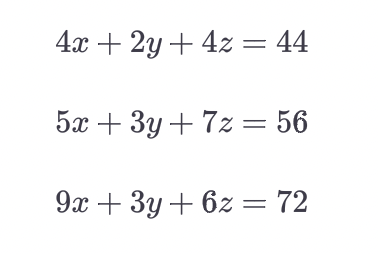 4x + 2y + 4z = 44
5x + 3y + 7z = 56
9x + 3y + 6z = 72